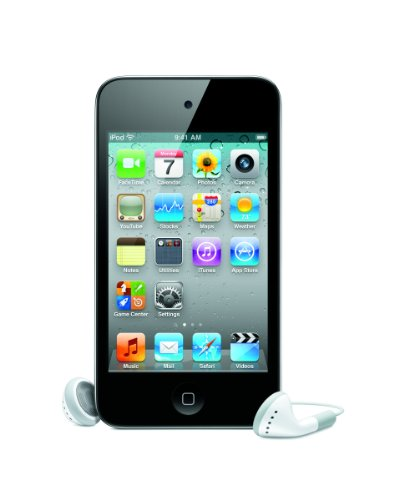 iPod 9:41 AM
Monday
7
FaceTime Calendar Photos Camera
280
YouTube Stocks Maps Weather
Notes Utilities iTunes App Store
Game Center Settings
Music Mail Safari Videos